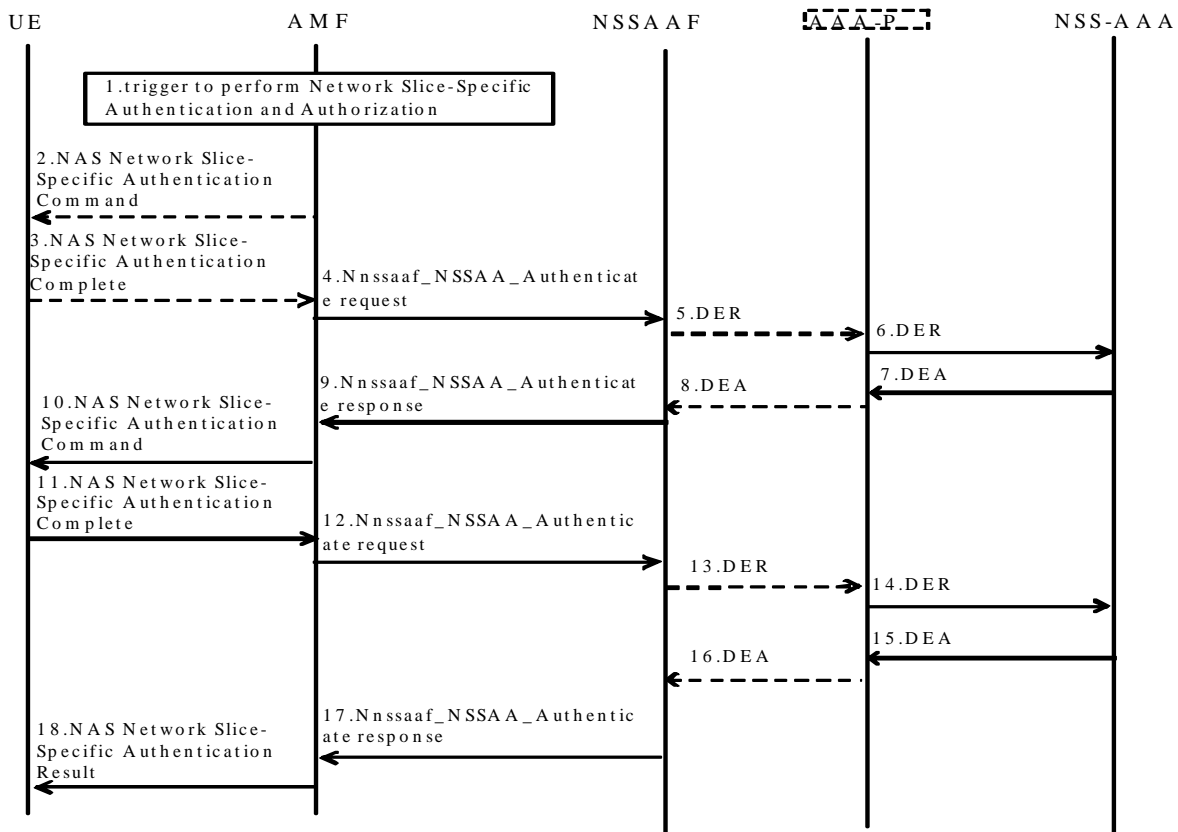 UE
AMF
NSSAAF
AAA-P
NSS-AAA
1.trigger to perform Network Slice-Specific
Authentication and Authorization
2.NAS Network Slice-
Specific Authentication
Command
3.NAS Network Slice-
Specific Authentication
Complete
4.Nnssaaf_NSSAA_Authenticat
e request
5.DER
6.DER
7.DEA
8.DEA
9.Nnssaaf_NSSAA_Authenticat
e response
10.NAS Network Slice-
Specific Authentication
Command
11.NAS Network Slice-
Specific Authentication
Complete
12.Nnssaaf_NSSAA_Authentic
ate request
13.DER
14.DER
15.DEA
16.DEA
17.Nnssaaf_NSSAA_Authentic
ate response
18.NAS Network Slice-
Specific Authentication
Result